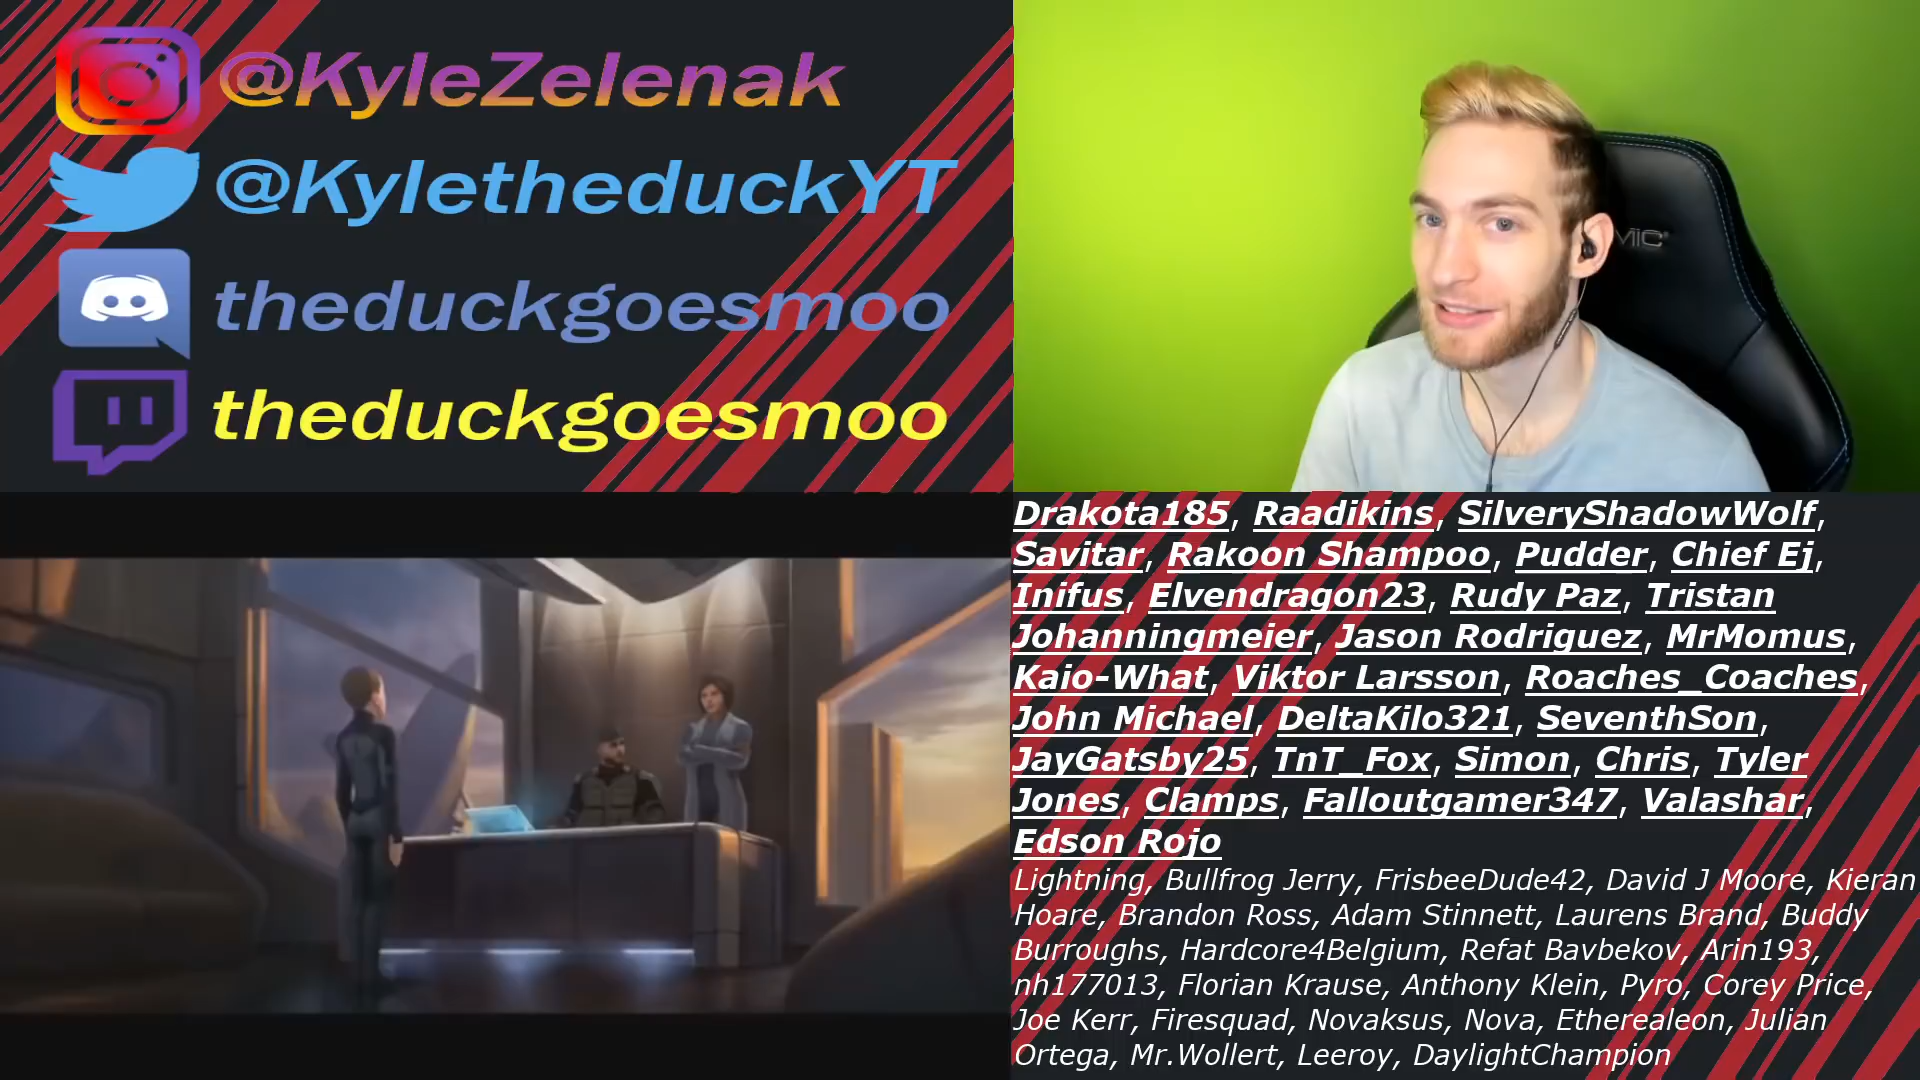 @KyleZelenak
@KyletheduckYT
theduckgoesmoo
theduckgoesmoo
Drakota185, Raadikins, SilveryShadowWolf,
Savitar, Rakoon Shampoo, Pudder, Chief Ej,
Inifus, Elvendragon23, Rudy Paz, Tristan
Johanningmeier, Jason Rodriguez, MrMomus,
Kaio-What, Viktor Larsson, Roaches_Coaches,
John Michael, DeltaKilo321, SeventhSon,
JayGatsby25, TnT_Fox, Simon, Chris, Tyler
Jones, Clamps, Falloutgamer347, Valashar,
Edson Rojo
Lightning, Bullfrog Jerry, FrisbeeDude42, David J Moore, Kieran
Hoare, Brandon Ross, Adam Stinnett, Laurens Brand, Buddy
Burroughs, Hardcore4Belgium, Refat Bavbekov, Arin193,
nh177013, Florian Krause, Anthony Klein, Pyro, Corey Price,
Joe Kerr, Firesquad, Novaksus, Nova, Etherealeon, Julian
Ortega, Mr.Wollert, Leeroy, DaylightChampion